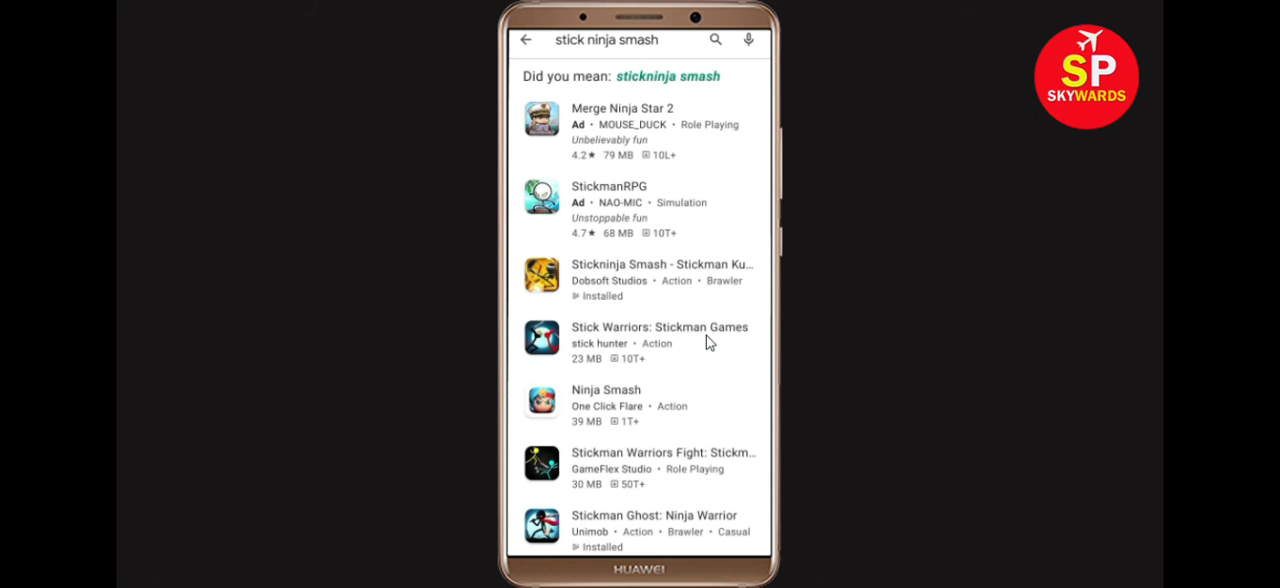 stick ninja smash
Did you mean: stickninja smash
Merge Ninja Star 2
Ad • MOUSE_DUCK • Role Playing
Unbelievably fun
4.2★ 79 MB 10L+
StickmanRPG
Ad • NAO-MIC • Simulation
Unstoppable fun
4.7★ 68 MB 10T+
Stickninja Smash - Stickman Ku...
Dobsoft Studios • Action • Brawler
Installed
Stick Warriors: Stickman Games
stick hunter • Action
23 MB 10T+
Ninja Smash
One Click Flare • Action
39 MB 1T+
Stickman Warriors Fight: Stickm...
GameFlex Studio • Role Playing
30 MB 50T+
Stickman Ghost: Ninja Warrior
Unimob • Action • Brawler • Casual
Installed
HUAWEI
SP
SKYWARDS